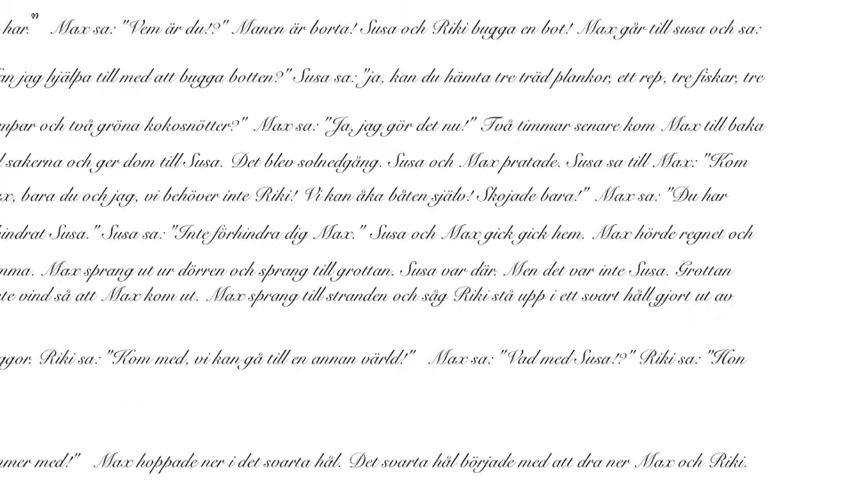 har." Max sa: "Vem är du!?" Manen är borta! Susa och Riki bugga en bot! Max går till susa och sa:
jag hjälpa till med att bugga botten?" Susa sa: "ja, kan du hämta tre träd plankor, ett rep, tre fiskar, tre
och två gröna kokosnötter?" Max sa: "Ja, jag gör det nu!" Två timmar senare kom Max till baka
sakerna och ger dom till Susa. Det blev solnedgång. Susa och Max pratade. Susa sa till Max: "Kom
bara du och jag, vi behöver inte Riki! Vi kan åka båten själv! Skojade bara!" Max sa: "Du har
Susa." Susa sa: "Inte förhindra dig Max." Susa och Max gick gick hem. Max hörde regnet och
Max sprang ut ur dörren och sprang till grottan. Susa var där. Men det var inte Susa. Grottan
vind så att Max kom ut. Max sprang till stranden och såg Riki stå upp i ett svart håll gjort ut av
Riki sa: "Kom med, vi kan gå till en annan värld!" Max sa: "Vad med Susa!?" Riki sa: "Hon
med!" Max hoppade ner i det svarta hål. Det svarta hål började med att dra ner Max och Riki.